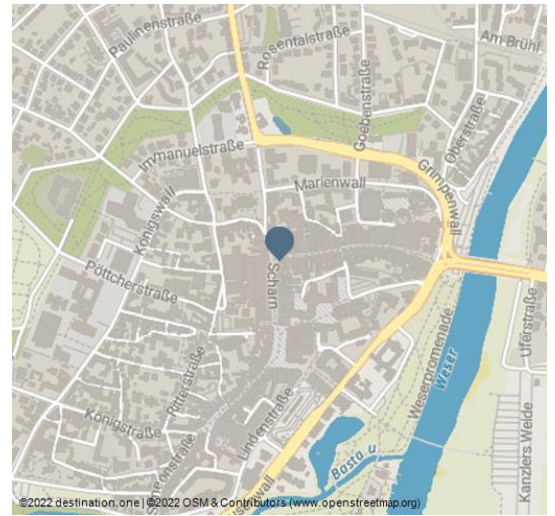 Paulinenstraße
Rosentalstraße
Am Brühl
Goebenstraße
Oberstraße
Immanuelstraße
Grimpenwall
Marienwall
Königswall
Scharn
Pöttcherstraße
Uferstraße
Weserpromenade
Weser
Ritterstraße
Königstraße
Lindenstraße
Kanzlers Weide
Basta u
©2022 destination.one | ©2022 OSM & Contributors (www.openstreetmap.org)